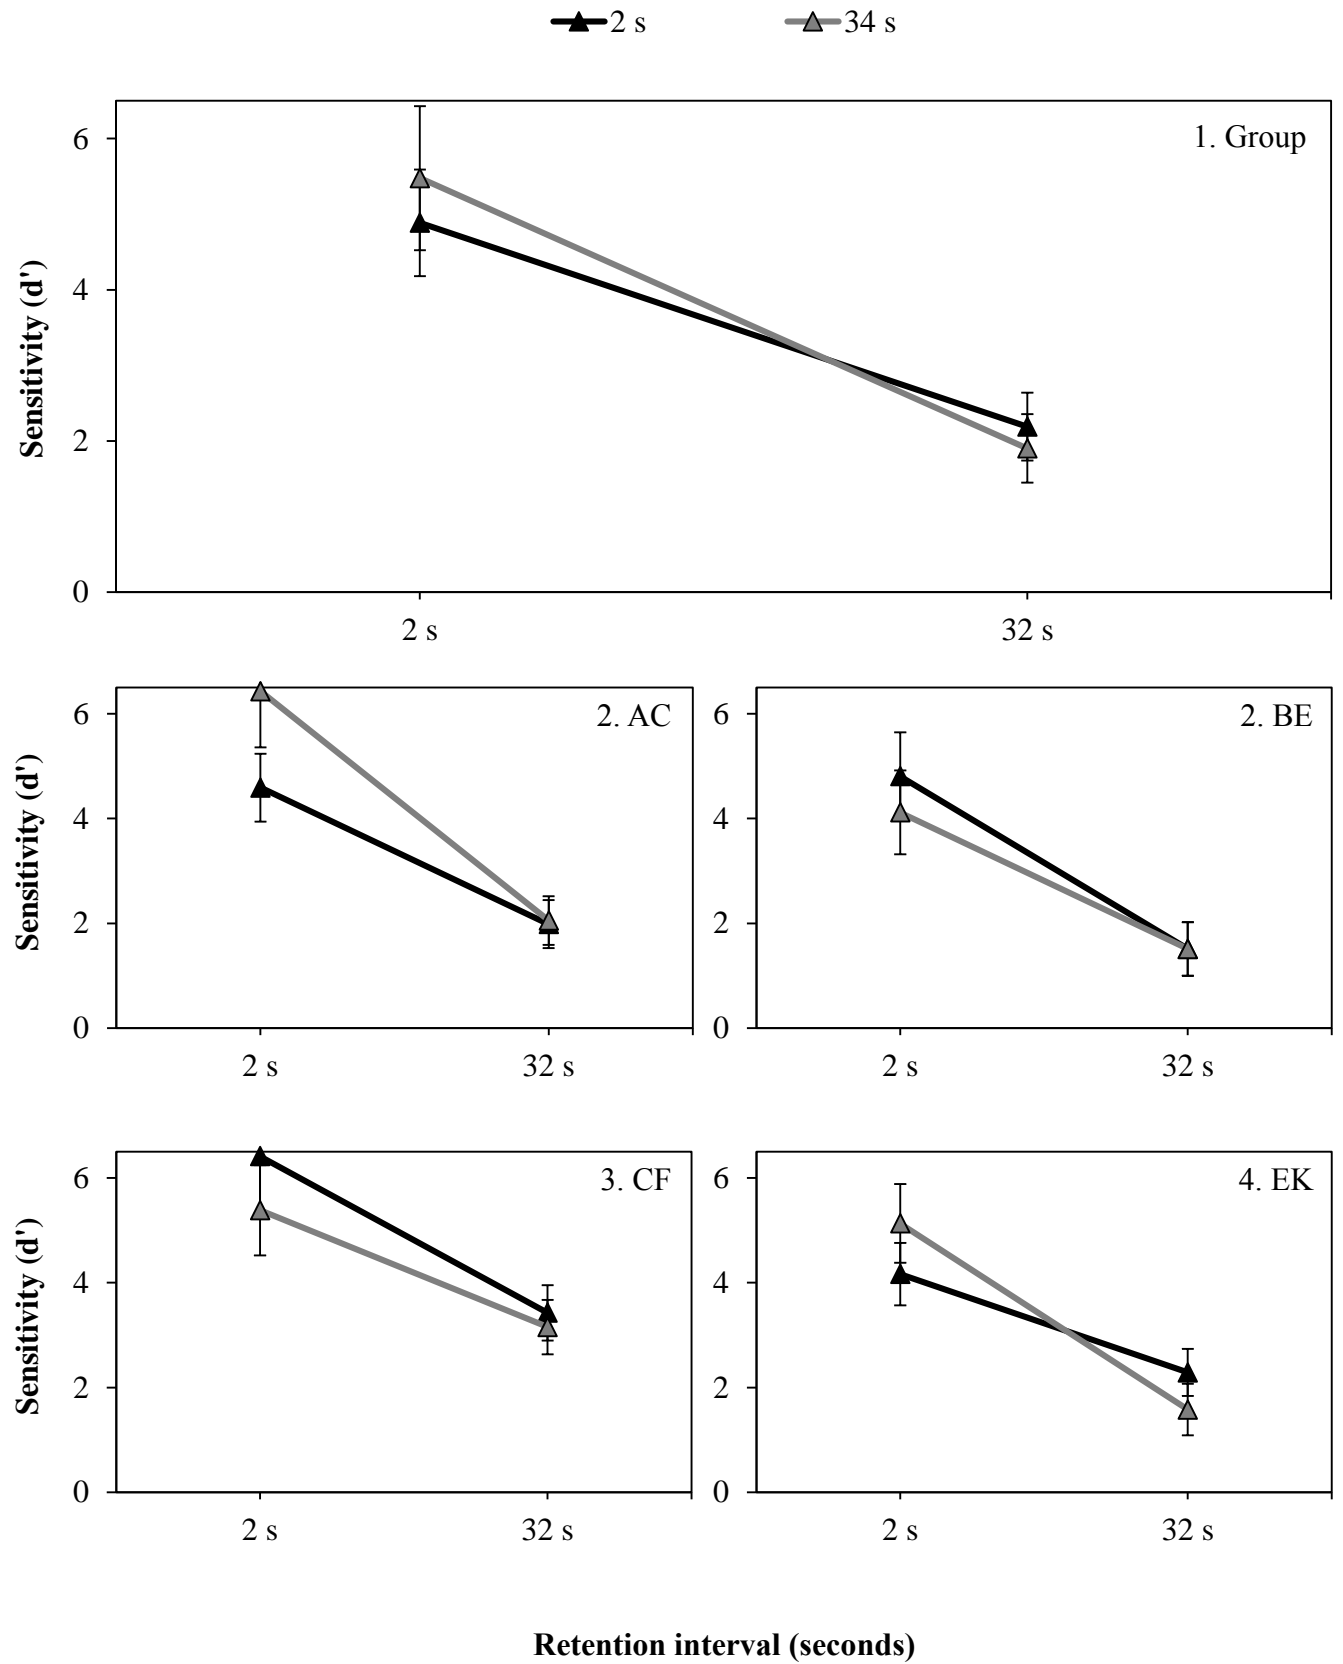 2 s 34 s
1. Group
Sensitivity (d')
6
4
2
0
2 s 32 s
2. AC
Sensitivity (d')
6
4
2
0
2 s 32 s
2. BE
6
4
2
0
2 s 32 s
3. CF
Sensitivity (d')
6
4
2
0
2 s 32 s
4. EK
6
4
2
0
2 s 32 s
Retention interval (seconds)